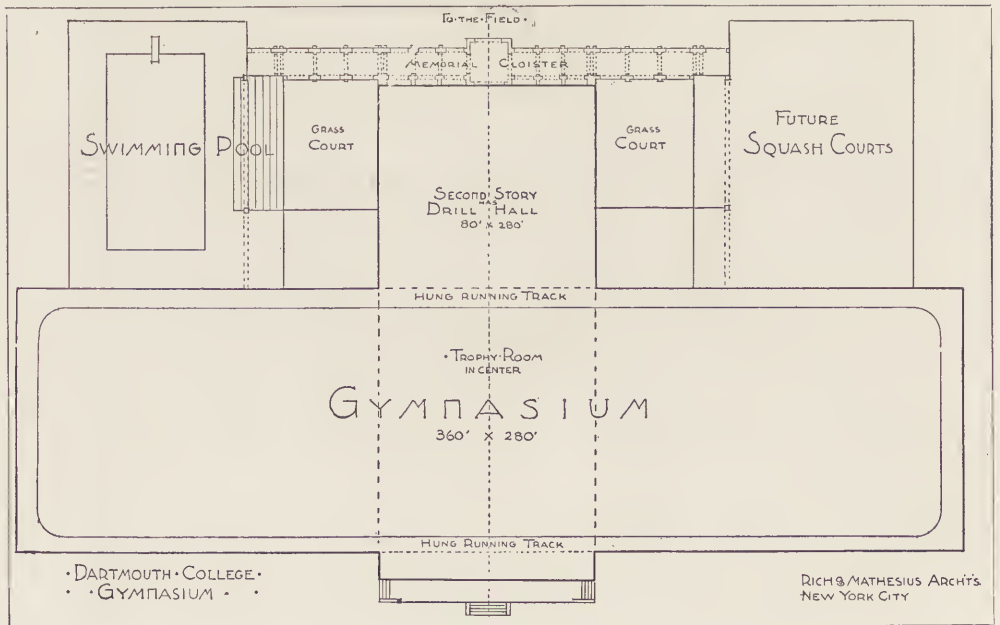 TO·THE·FIELD·
MEMORIAL CLOISTER
SWIMMING POOL
GRASS
COURT
GRASS
COURT
FUTURE
SQUASH COURTS
SECOND STORY
HAS
DRILL HALL
80' x 280'
HUNG RUNNING TRACK
·TROPHY·ROOM
IN CENTER
GYMNASIUM
360' x 280'
HUNG RUNNING TRACK
·DARTMOUTH·COLLEGE·
· ·GYMNASIUM · ·
RICH & MATHESIUS ARCH'T'S.
NEW YORK CITY